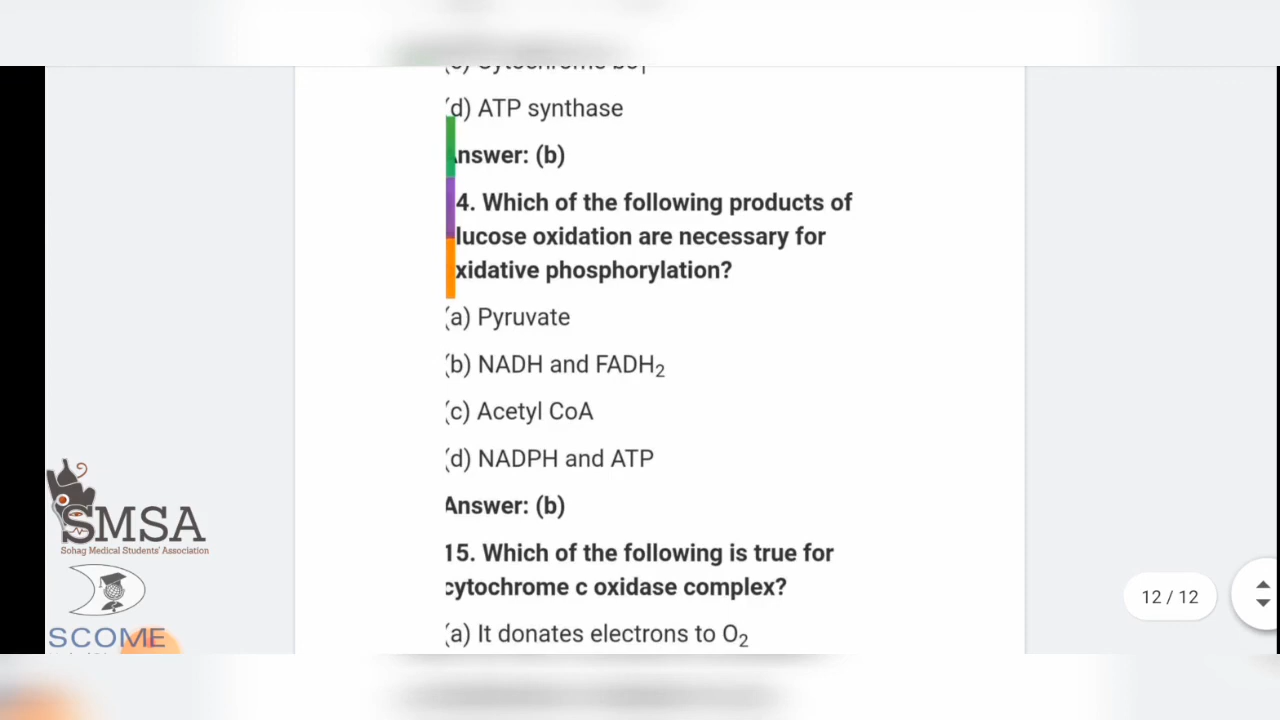 (d) ATP synthase
nswer: (b)
4. Which of the following products of
lucose oxidation are necessary for
xidative phosphorylation?
(a) Pyruvate
(b) NADH and FADH₂
(c) Acetyl CoA
(d) NADPH and ATP
Answer: (b)
15. Which of the following is true for
cytochrome c oxidase complex?
(a) It donates electrons to O₂
SMSA
Sohag Medical Students' Association
SCOME
12 / 12